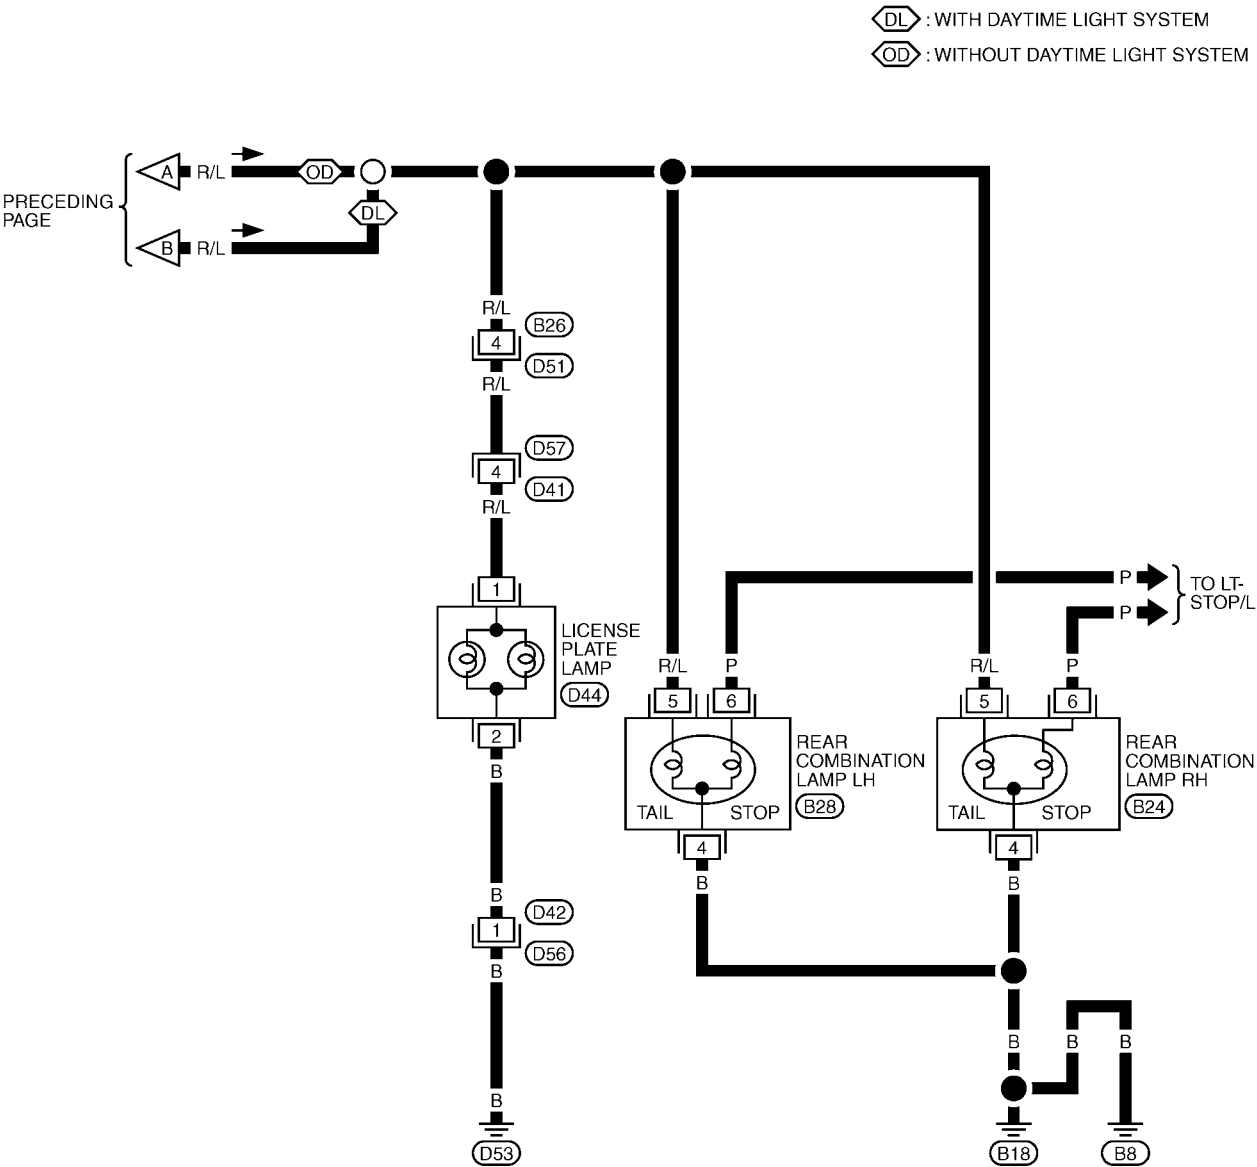 DL : WITH DAYTIME LIGHT SYSTEM
OD : WITHOUT DAYTIME LIGHT SYSTEM
PRECEDING
PAGE
A R/L OD
DL
B R/L
R/L
4
B26
D51
R/L
D57
4
D41
R/L
1
LICENSE
PLATE
LAMP
D44
2
B
B
D42
1
D56
B
B
D53
P
P
TO LT-
STOP/L
R/L P
5 6
REAR
COMBINATION
LAMP LH
B28
TAIL STOP
4
B
R/L P
5 6
REAR
COMBINATION
LAMP RH
B24
TAIL STOP
4
B
B B B
B18 B8